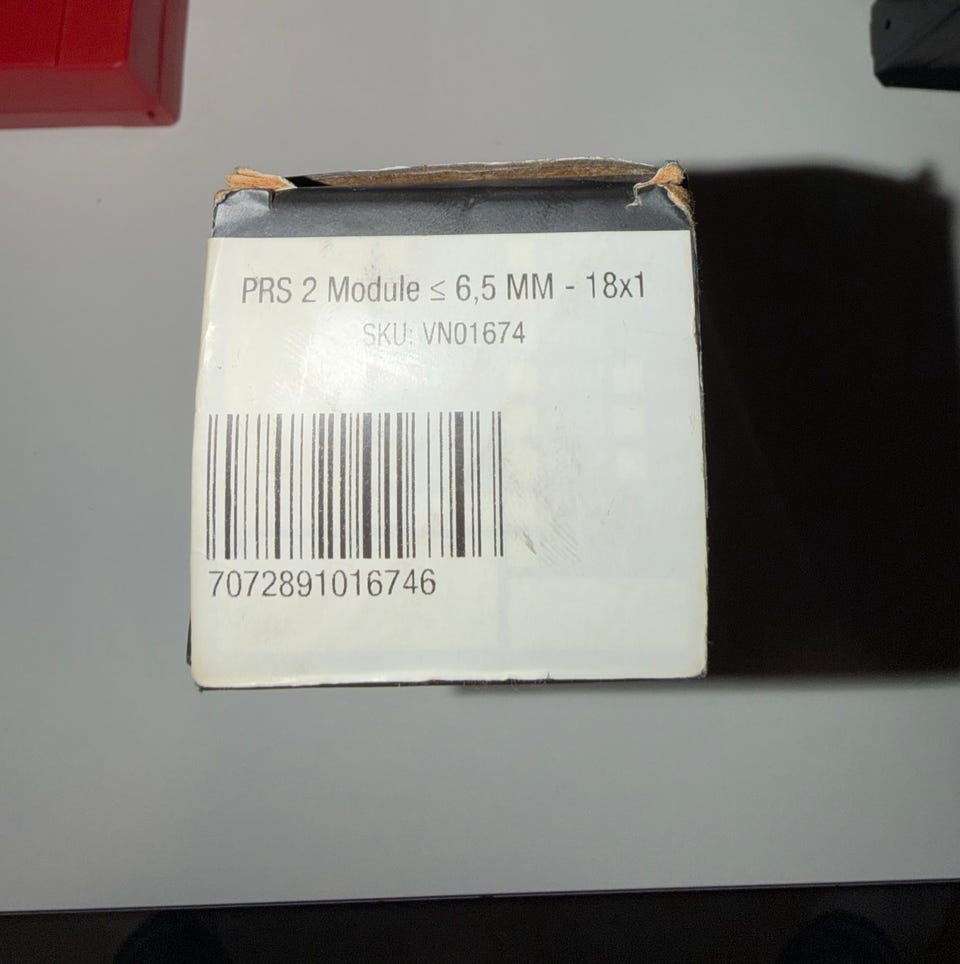 PRS 2 Module ≤ 6,5 MM - 18x1
SKU: VN01674
7072891016746